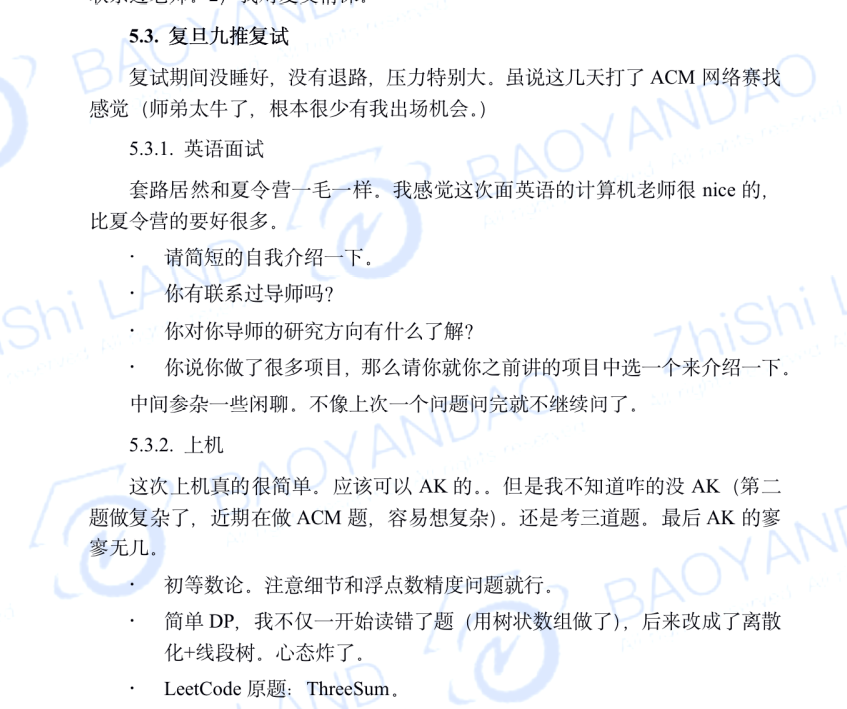 5.3. 复旦九推复试
复试期间没睡好，没有退路，压力特别大。虽说这几天打了 ACM 网络赛找
感觉（师弟太牛了，根本很少有我出场机会。）
5.3.1. 英语面试
套路居然和夏令营一毛一样。我感觉这次面英语的计算机老师很 nice 的，
比夏令营的要好很多。
· 请简短的自我介绍一下。
· 你有联系过导师吗？
· 你对你导师的研究方向有什么了解？
· 你说你做了很多项目，那么请你就你之前讲的项目中选一个来介绍一下。
中间参杂一些闲聊。不像上次一个问题问完就不继续问了。
5.3.2. 上机
这次上机真的很简单。应该可以 AK 的。。但是我不知道咋的没 AK（第二
题做复杂了，近期在做 ACM 题，容易想复杂）。还是考三道题。最后 AK 的寥
寥无几。
· 初等数论。注意细节和浮点数精度问题就行。
· 简单 DP，我不仅一开始读错了题（用树状数组做了），后来改成了离散
化+线段树。心态炸了。
· LeetCode 原题：ThreeSum。
BAOYANDAO
BAOYANDAO
ZhiShi LAND
BAOYANDAO
BAOYANDAO